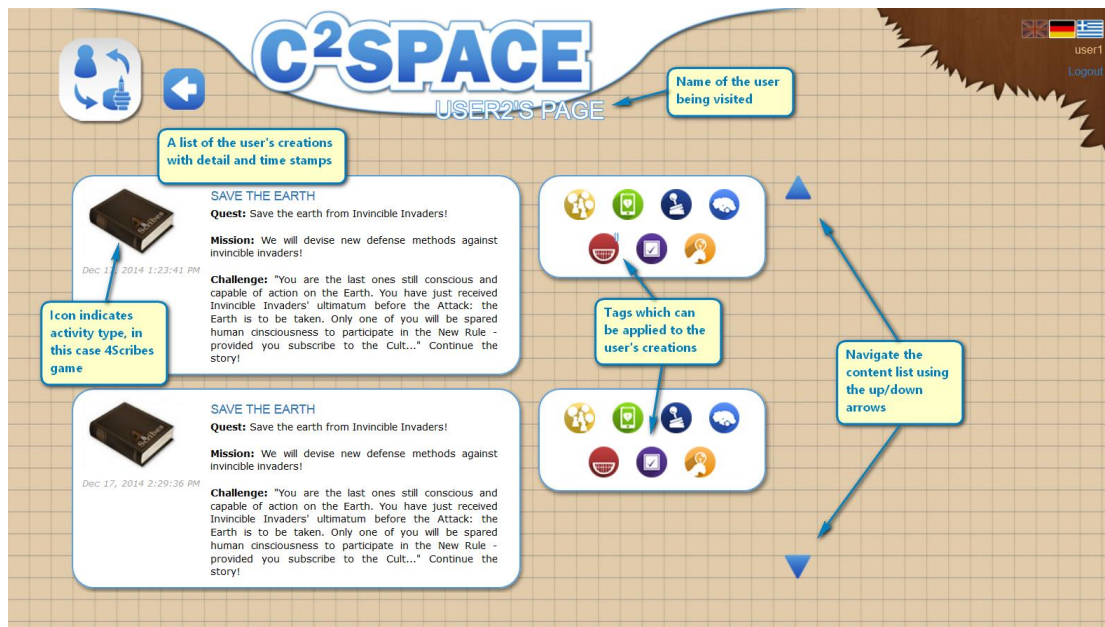 C²SPACE
USER2'S PAGE
user1
Logout
Name of the user
being visited
A list of the user's creations
with detail and time stamps
4Scribes
Dec 17, 2014 1:23:41 PM
SAVE THE EARTH
Quest: Save the earth from Invincible Invaders!
Mission: We will devise new defense methods against
invincible invaders!
Challenge: "You are the last ones still conscious and
capable of action on the Earth. You have just received
Invincible Invaders' ultimatum before the Attack: the
Earth is to be taken. Only one of you will be spared
human cinsciousness to participate in the New Rule -
provided you subscribe to the Cult..." Continue the
story!
Icon indicates
activity type, in
this case 4Scribes
game
Tags which can
be applied to the
user's creations
Navigate the
content list using
the up/down
arrows
4Scribes
Dec 17, 2014 2:29:36 PM
SAVE THE EARTH
Quest: Save the earth from Invincible Invaders!
Mission: We will devise new defense methods against
invincible invaders!
Challenge: "You are the last ones still conscious and
capable of action on the Earth. You have just received
Invincible Invaders' ultimatum before the Attack: the
Earth is to be taken. Only one of you will be spared
human cinsciousness to participate in the New Rule -
provided you subscribe to the Cult..." Continue the
story!